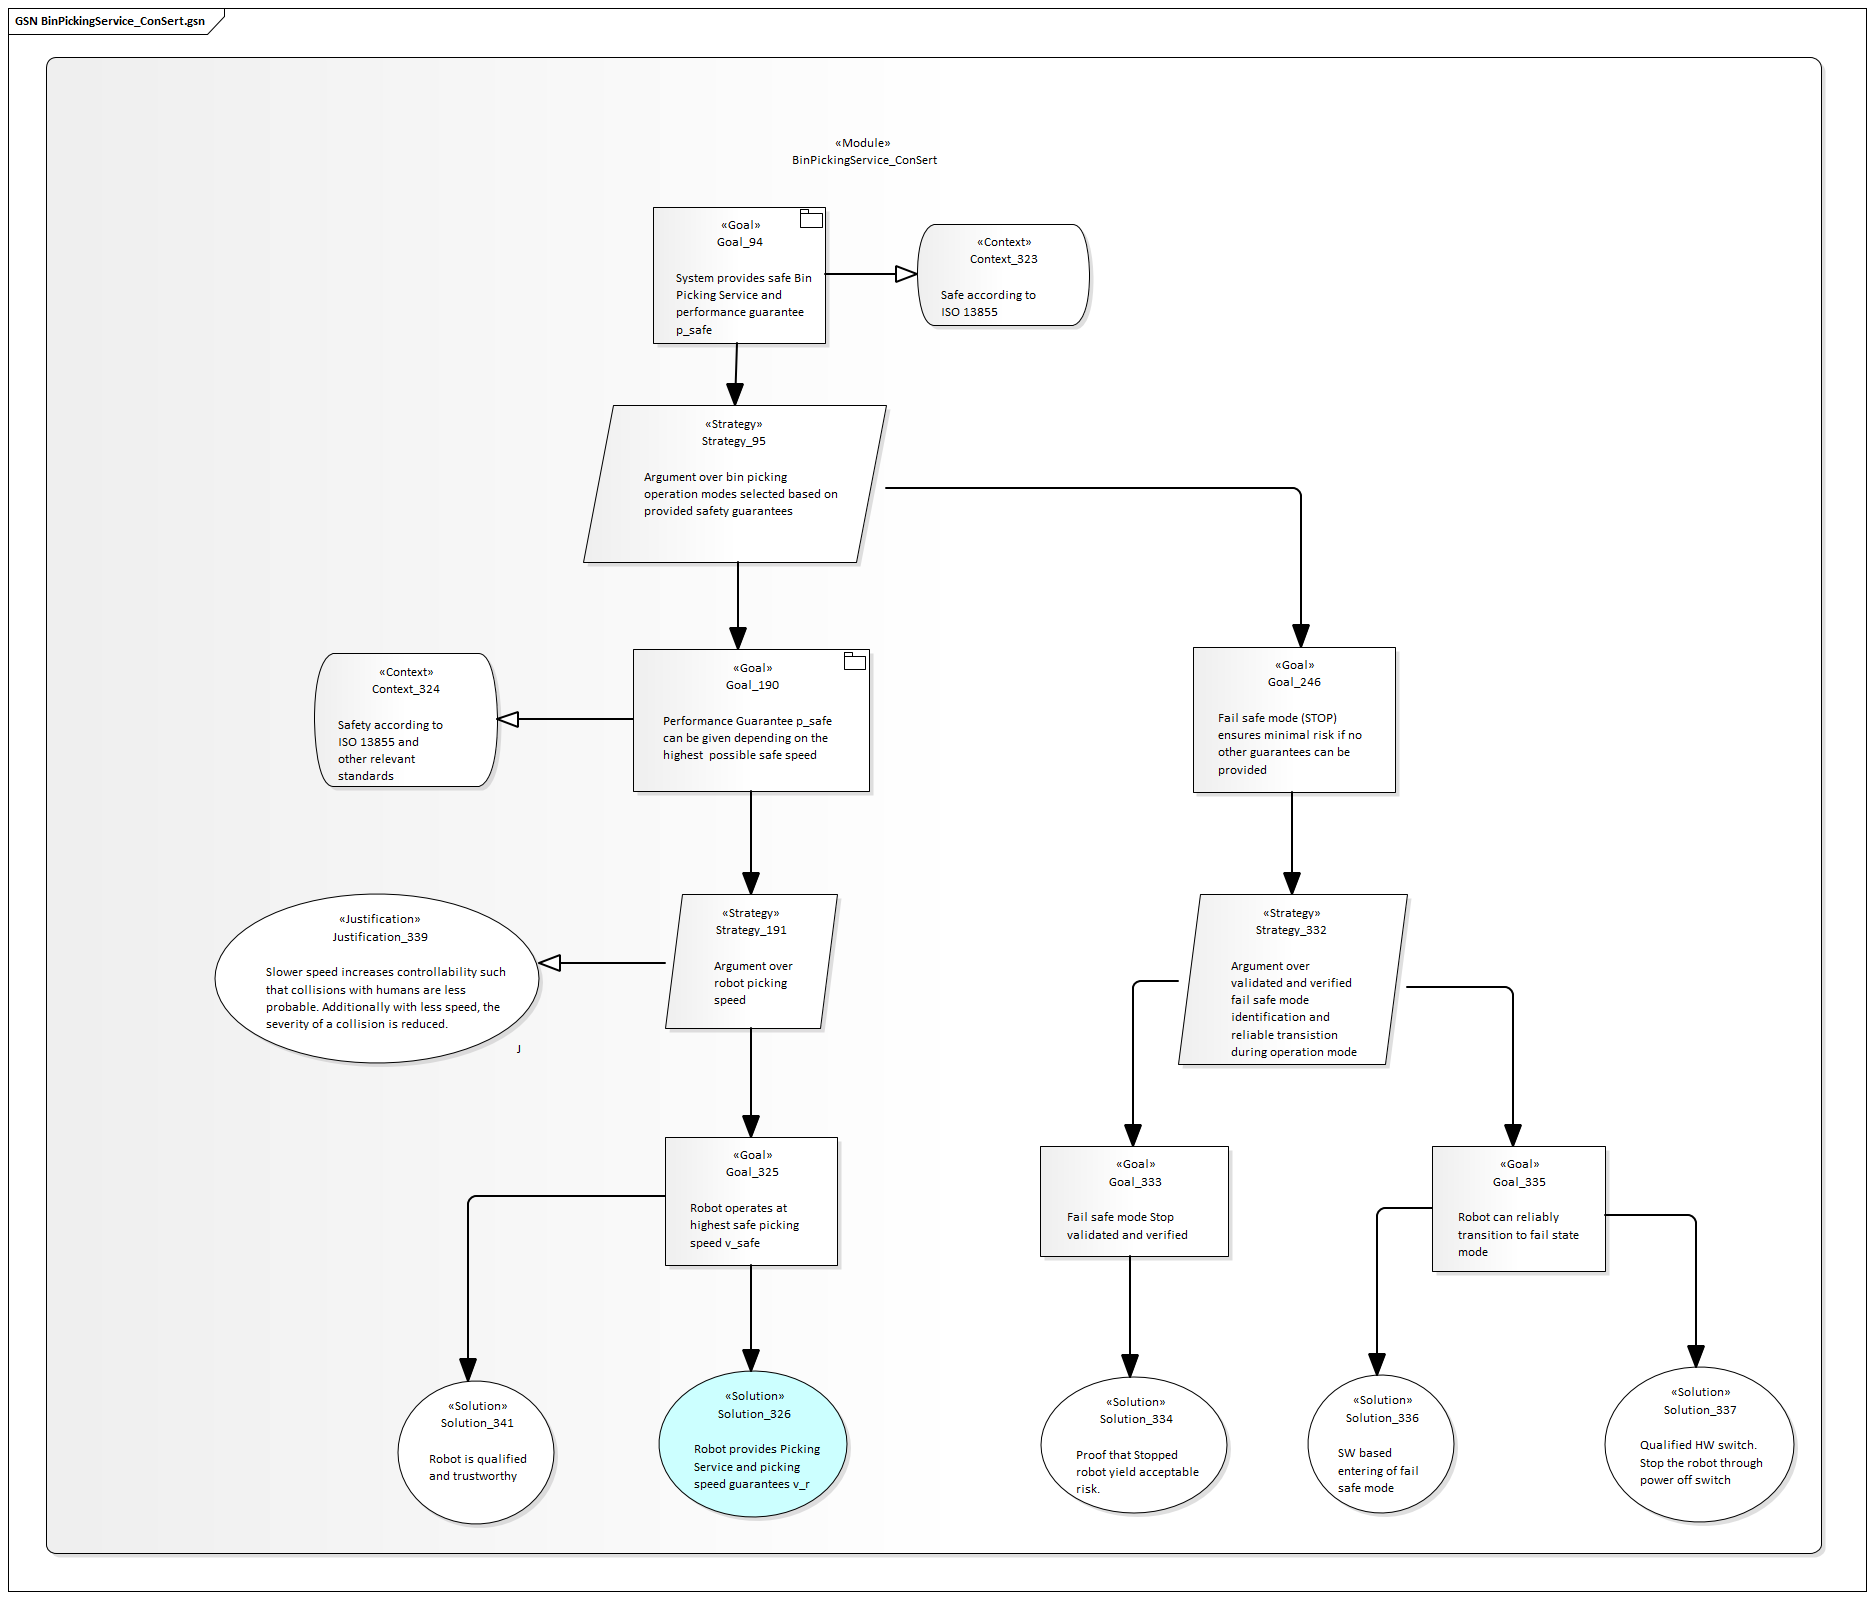 GSN BinPickingService_ConSert.gsn
«Module»
BinPickingService_ConSert
«Goal»
Goal_94
System provides safe Bin
Picking Service and
performance guarantee
p_safe
«Context»
Context_323
Safe according to
ISO 13855
«Strategy»
Strategy_95
Argument over bin picking
operation modes selected based on
provided safety guarantees
«Context»
Context_324
Safety according to
ISO 13855 and
other relevant
standards
«Goal»
Goal_190
Performance Guarantee p_safe
can be given depending on the
highest  possible safe speed
«Goal»
Goal_246
Fail safe mode (STOP)
ensures minimal risk if no
other guarantees can be
provided
«Justification»
Justification_339
Slower speed increases controllability such
that collisions with humans are less
probable. Additionally with less speed, the
severity of a collision is reduced.
J
«Strategy»
Strategy_191
Argument over
robot picking
speed
«Strategy»
Strategy_332
Argument over
validated and verified
fail safe mode
identification and
reliable transistion
during operation mode
«Goal»
Goal_325
Robot operates at
highest safe picking
speed v_safe
«Goal»
Goal_333
Fail safe mode Stop
validated and verified
«Goal»
Goal_335
Robot can reliably
transition to fail state
mode
«Solution»
Solution_341
Robot is qualified
and trustworthy
«Solution»
Solution_326
Robot provides Picking
Service and picking
speed guarantees v_r
«Solution»
Solution_334
Proof that Stopped
robot yield acceptable
risk.
«Solution»
Solution_336
SW based
entering of fail
safe mode
«Solution»
Solution_337
Qualified HW switch.
Stop the robot through
power off switch